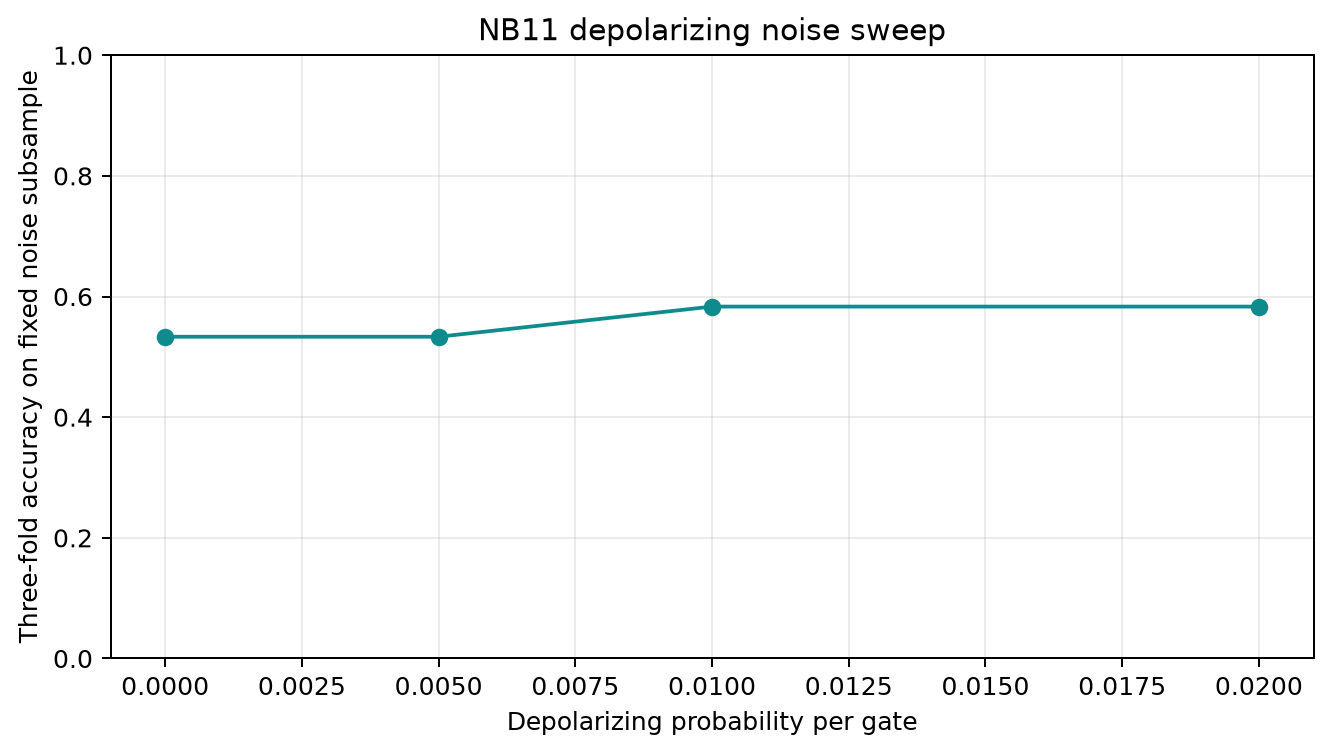 NB11 depolarizing noise sweep
Three-fold accuracy on fixed noise subsample
1.0
0.8
0.6
0.4
0.2
0.0
0.0000 0.0025 0.0050 0.0075 0.0100 0.0125 0.0150 0.0175 0.0200
Depolarizing probability per gate